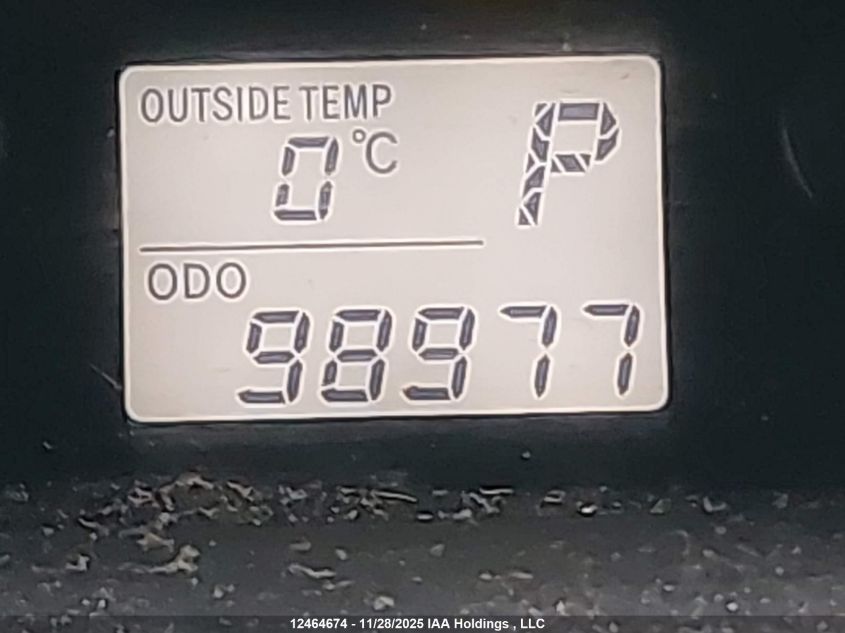 OUTSIDE TEMP
0°C P
ODO
98977
12464674 - 11/28/2025 IAA Holdings , LLC